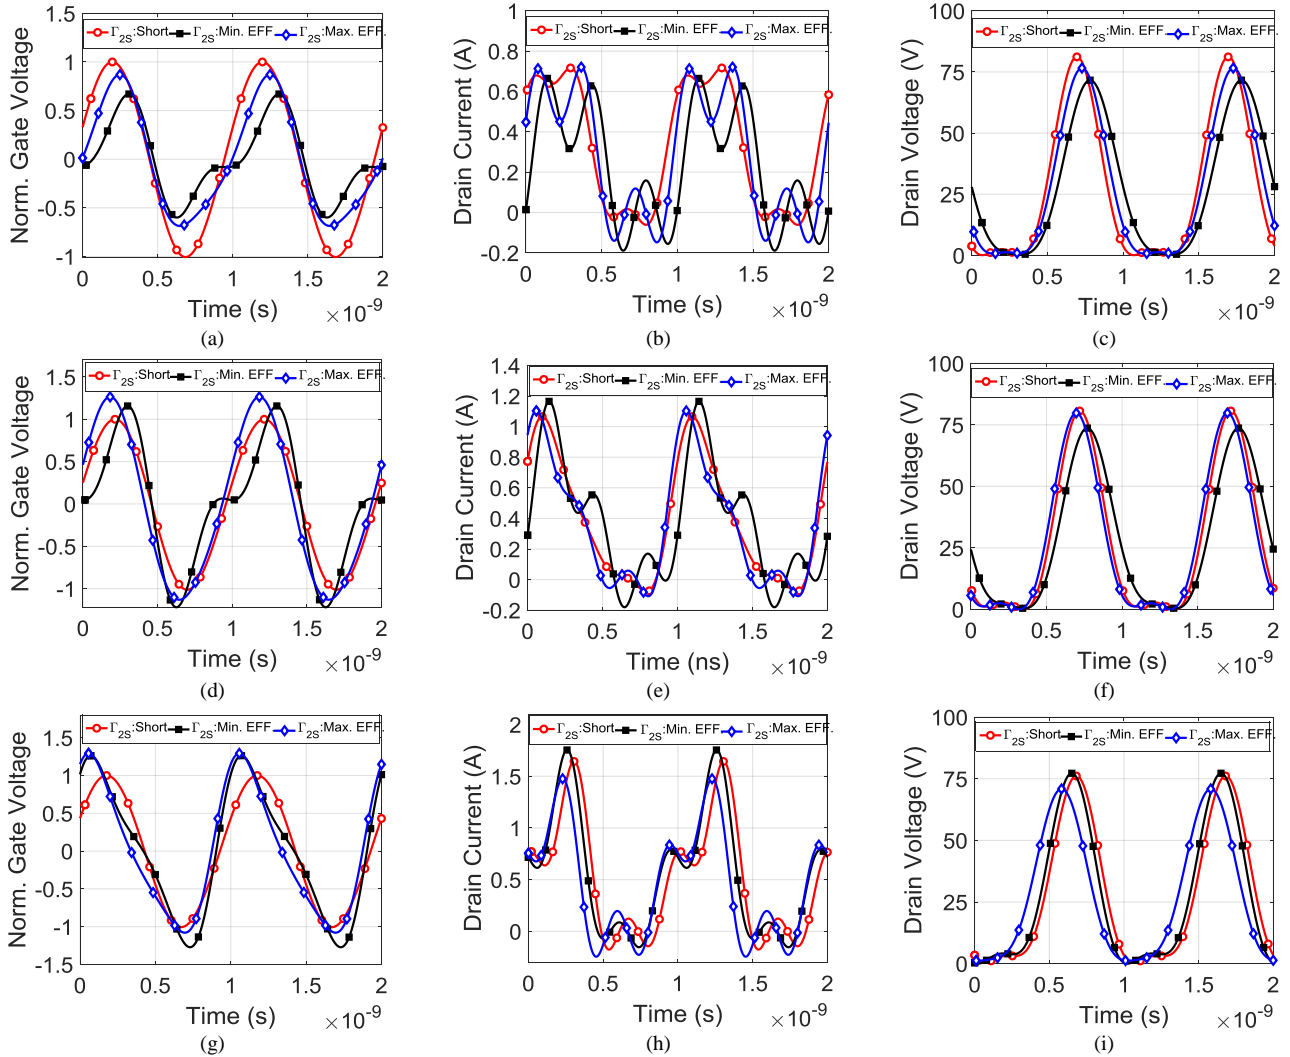 Norm. Gate Voltage
1.5
1
0.5
0
-0.5
-1
Γ2S:Short Γ2S:Min. EFF Γ2S:Max. EFF.
0 0.5 1 1.5 2
Time (s) ×10-9
(a)
Drain Current (A)
1
0.8
0.6
0.4
0.2
0
-0.2
Γ2S:Short Γ2S:Min. EFF Γ2S:Max. EFF.
0 0.5 1 1.5 2
Time (s) ×10-9
(b)
Drain Voltage (V)
100
75
50
25
0
Γ2S:Short Γ2S:Min. EFF Γ2S:Max. EFF.
0 0.5 1 1.5 2
Time (s) ×10-9
(c)
Norm. Gate Voltage
1.5
1
0.5
0
-0.5
-1
Γ2S:Short Γ2S:Min. EFF Γ2S:Max. EFF.
0 0.5 1 1.5 2
Time (s) ×10-9
(d)
Drain Current (A)
1.4
1.2
1
0.8
0.6
0.4
0.2
0
-0.2
Γ2S:Short Γ2S:Min. EFF Γ2S:Max. EFF.
0 0.5 1 1.5 2
Time (ns) ×10-9
(e)
Drain Voltage (V)
100
75
50
25
0
Γ2S:Short Γ2S:Min. EFF Γ2S:Max. EFF.
0 0.5 1 1.5 2
Time (s) ×10-9
(f)
Norm. Gate Voltage
1.5
1
0.5
0
-0.5
-1
-1.5
Γ2S:Short Γ2S:Min. EFF Γ2S:Max. EFF.
0 0.5 1 1.5 2
Time (s) ×10-9
(g)
Drain Current (A)
2
1.5
1
0.5
0
Γ2S:Short Γ2S:Min. EFF Γ2S:Max. EFF.
0 0.5 1 1.5 2
Time (s) ×10-9
(h)
Drain Voltage (V)
100
75
50
25
0
Γ2S:Short Γ2S:Min. EFF Γ2S:Max. EFF.
0 0.5 1 1.5 2
Time (s) ×10-9
(i)